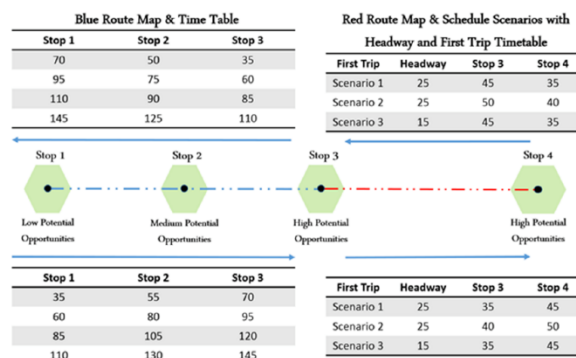 Blue Route Map & Time Table
Stop 1 Stop 2 Stop 3
70 50 35
95 75 60
110 90 85
145 125 110
Red Route Map & Schedule Scenarios with
Headway and First Trip Timetable
First Trip Headway Stop 3 Stop 4
Scenario 1 25 45 35
Scenario 2 25 50 40
Scenario 3 15 45 35
Stop 1 Stop 2 Stop 3 Stop 4
Low Potential Medium Potential High Potential High Potential
Opportunities Opportunities Opportunities Opportunities
Stop 1 Stop 2 Stop 3
35 55 70
60 80 95
85 105 120
110 130 145
First Trip Headway Stop 3 Stop 4
Scenario 1 25 35 45
Scenario 2 25 40 50
Scenario 3 15 35 45